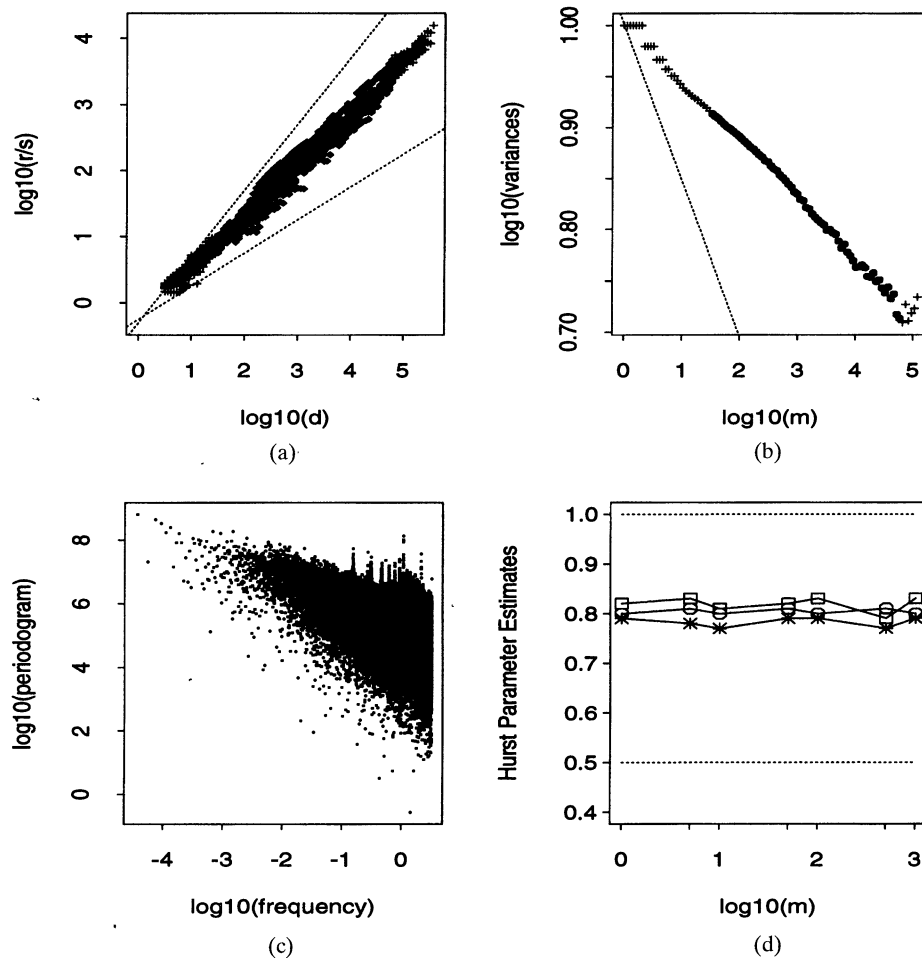 4
3
2
1
0
log10(r/s)
0 1 2 3 4 5
log10(d)
(a)
1.00
0.90
0.80
0.70
log10(variances)
0 1 2 3 4 5
log10(m)
(b)
8
6
4
2
0
log10(periodogram)
-4 -3 -2 -1 0
log10(frequency)
(c)
1.0
0.9
0.8
0.7
0.6
0.5
0.4
Hurst Parameter Estimates
0 1 2 3
log10(m)
(d)